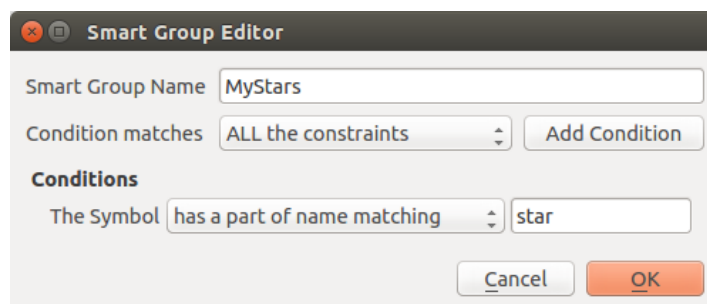 Smart Group Editor
Smart Group Name MyStars
Condition matches ALL the constraints Add Condition
Conditions
The Symbol has a part of name matching star
Cancel OK